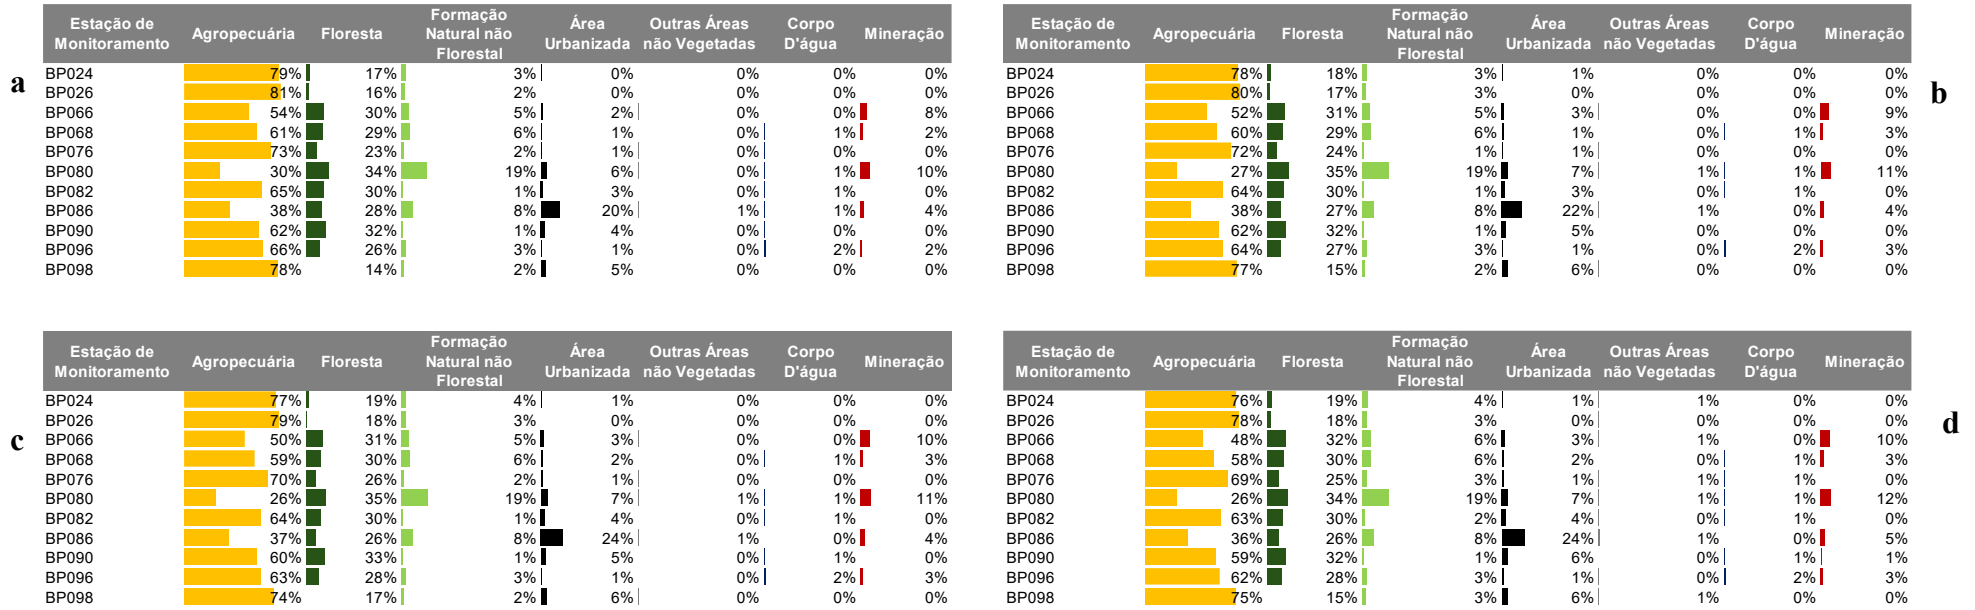 a
Estação de Monitoramento Agropecuária Floresta Formação Natural não Florestal Área Urbanizada Outras Áreas não Vegetadas Corpo D'água Mineração
BP024 79% 17% 3% 0% 0% 0% 0%
BP026 81% 16% 2% 0% 0% 0% 0%
BP066 54% 30% 5% 2% 0% 0% 8%
BP068 61% 29% 6% 1% 0% 1% 2%
BP076 73% 23% 2% 1% 0% 0% 0%
BP080 30% 34% 19% 6% 0% 1% 10%
BP082 65% 30% 1% 3% 0% 1% 0%
BP086 38% 28% 8% 20% 1% 1% 4%
BP090 62% 32% 1% 4% 0% 0% 0%
BP096 66% 26% 3% 1% 0% 2% 2%
BP098 78% 14% 2% 5% 0% 0% 0%
b
Estação de Monitoramento Agropecuária Floresta Formação Natural não Florestal Área Urbanizada Outras Áreas não Vegetadas Corpo D'água Mineração
BP024 78% 18% 3% 1% 0% 0% 0%
BP026 80% 17% 3% 0% 0% 0% 0%
BP066 52% 31% 5% 3% 0% 0% 9%
BP068 60% 29% 6% 1% 0% 1% 3%
BP076 72% 24% 1% 1% 0% 0% 0%
BP080 27% 35% 19% 7% 1% 1% 11%
BP082 64% 30% 1% 3% 0% 1% 0%
BP086 38% 27% 8% 22% 1% 0% 4%
BP090 62% 32% 1% 5% 0% 0% 0%
BP096 64% 27% 3% 1% 0% 2% 3%
BP098 77% 15% 2% 6% 0% 0% 0%
c
Estação de Monitoramento Agropecuária Floresta Formação Natural não Florestal Área Urbanizada Outras Áreas não Vegetadas Corpo D'água Mineração
BP024 77% 19% 4% 1% 0% 0% 0%
BP026 79% 18% 3% 0% 0% 0% 0%
BP066 50% 31% 5% 3% 0% 0% 10%
BP068 59% 30% 6% 2% 0% 1% 3%
BP076 70% 26% 2% 1% 0% 0% 0%
BP080 26% 35% 19% 7% 1% 1% 11%
BP082 64% 30% 1% 4% 0% 1% 0%
BP086 37% 26% 8% 24% 1% 0% 4%
BP090 60% 33% 1% 5% 0% 1% 0%
BP096 63% 28% 3% 1% 0% 2% 3%
BP098 74% 17% 2% 6% 0% 0% 0%
d
Estação de Monitoramento Agropecuária Floresta Formação Natural não Florestal Área Urbanizada Outras Áreas não Vegetadas Corpo D'água Mineração
BP024 76% 19% 4% 1% 1% 0% 0%
BP026 78% 18% 3% 0% 0% 0% 0%
BP066 48% 32% 6% 3% 1% 0% 10%
BP068 58% 30% 6% 2% 0% 1% 3%
BP076 69% 25% 3% 1% 1% 1% 0%
BP080 26% 34% 19% 7% 1% 1% 12%
BP082 63% 30% 2% 4% 0% 1% 0%
BP086 36% 26% 8% 24% 1% 0% 5%
BP090 59% 32% 1% 6% 0% 1% 1%
BP096 62% 28% 3% 1% 0% 2% 3%
BP098 75% 15% 3% 6% 1% 0% 0%